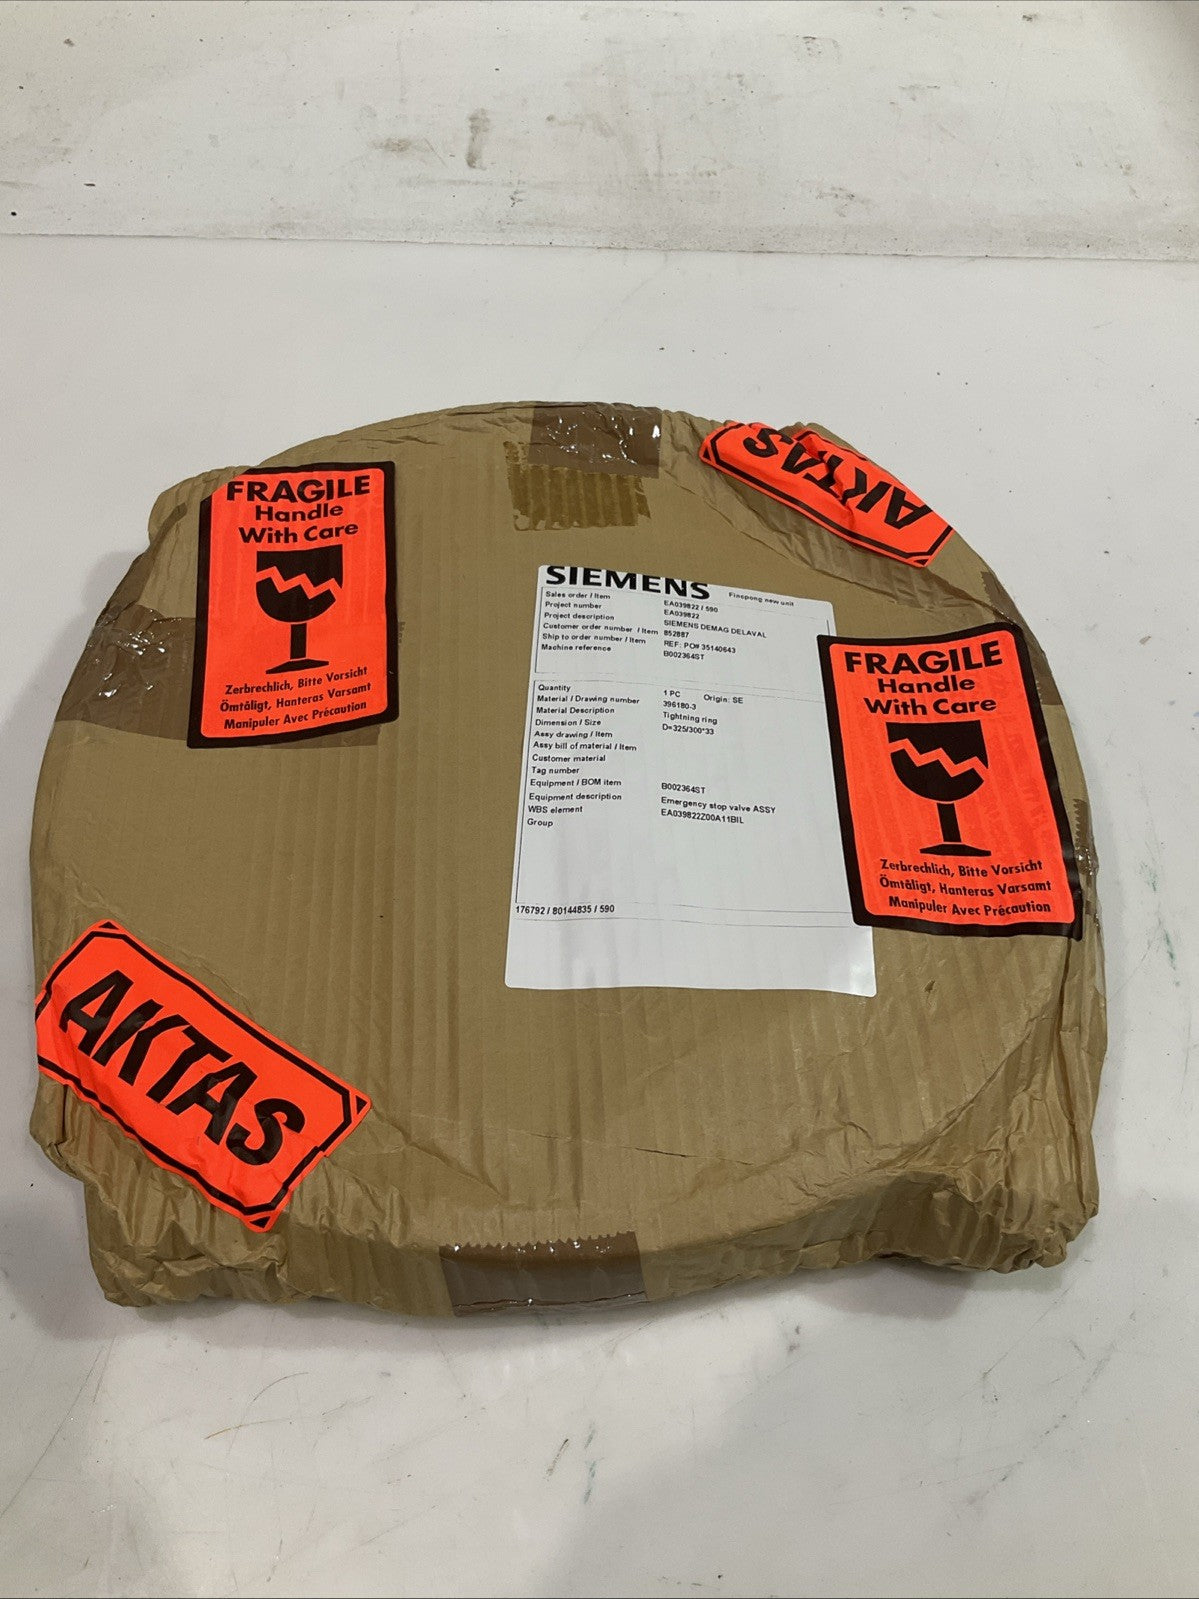 FRAGILE
Handle
With Care
Zerbrechlich, Bitte Vorsicht
Ömtåligt, Hanteras Varsamt
Manipuler Avec Précaution
AKTAS
SIEMENS Finspong new unit
Sales order / Item EA039822 / 590
Project number EA039822
Project description SIEMENS DEMAG DELAVAL
Customer order number / Item 852887
Ship to order number / Item REF: PO# 35140643
Machine reference B002364ST
Quantity 1 PC Origin: SE
Material / Drawing number 396180-3
Material Description Tightning ring
Dimension / Size D=325/300*33
Assy drawing / Item
Assy bill of material / Item
Customer material
Tag number
Equipment / BOM item B002364ST
Equipment description Emergency stop valve ASSY
WBS element EA039822Z00A11BIL
Group
176792 / 80144835 / 590
FRAGILE
Handle
With Care
Zerbrechlich, Bitte Vorsicht
Ömtåligt, Hanteras Varsamt
Manipuler Avec Précaution
AKTAS